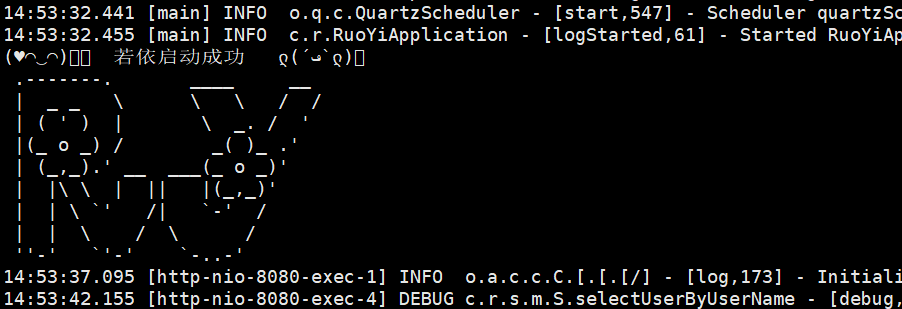 14:53:32.441 [main] INFO  o.q.c.QuartzScheduler - [start,547] - Scheduler quartzSc
14:53:32.455 [main] INFO  c.r.RuoYiApplication - [logStarted,61] - Started RuoYiAp
(♥◠‿◠)  若依启动成功   ლ(´ڡ`ლ)
 .-------.       ____     __
 |  _ _   \      \   \   /  /
 | ( ' )  |       \  _. /  '
 |(_ o _) /        _( )_ .'
 | (_,_).' __  ___(_ o _)'
 |  |\ \  |  ||   |(_,_)'
 |  | \ `'   /|   `-'  /
 |  |  \    /  \      /
 ''-'   `'-'    `-..-'
14:53:37.095 [http-nio-8080-exec-1] INFO  o.a.c.c.C.[.[.[/] - [log,173] - Initiali
14:53:42.155 [http-nio-8080-exec-4] DEBUG c.r.s.m.S.selectUserByUserName - [debug,